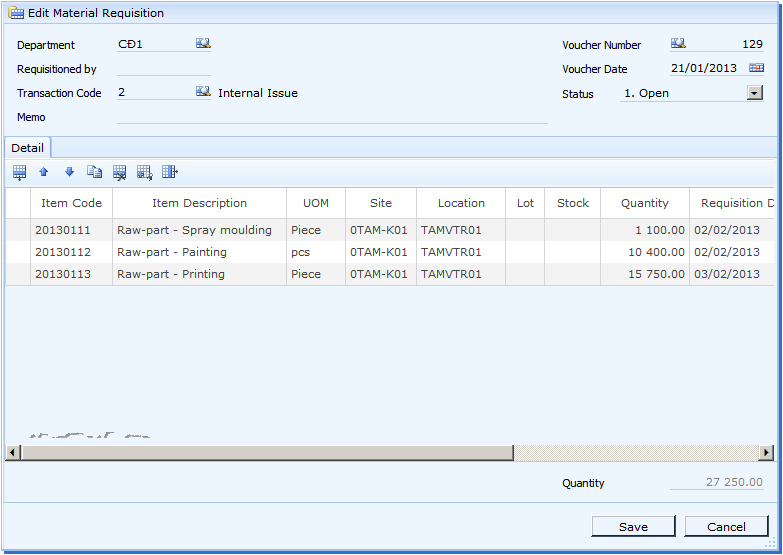 Edit Material Requisition
Department CĐ1 Voucher Number 129
Requisitioned by Voucher Date 21/01/2013
Transaction Code 2 Internal Issue Status 1. Open
Memo
Detail
Item Code Item Description UOM Site Location Lot Stock Quantity Requisition D
20130111 Raw-part - Spray moulding Piece 0TAM-K01 TAMVTR01 1 100.00 02/02/2013
20130112 Raw-part - Painting pcs 0TAM-K01 TAMVTR01 10 400.00 02/02/2013
20130113 Raw-part - Printing Piece 0TAM-K01 TAMVTR01 15 750.00 03/02/2013
Quantity 27 250.00
Save Cancel